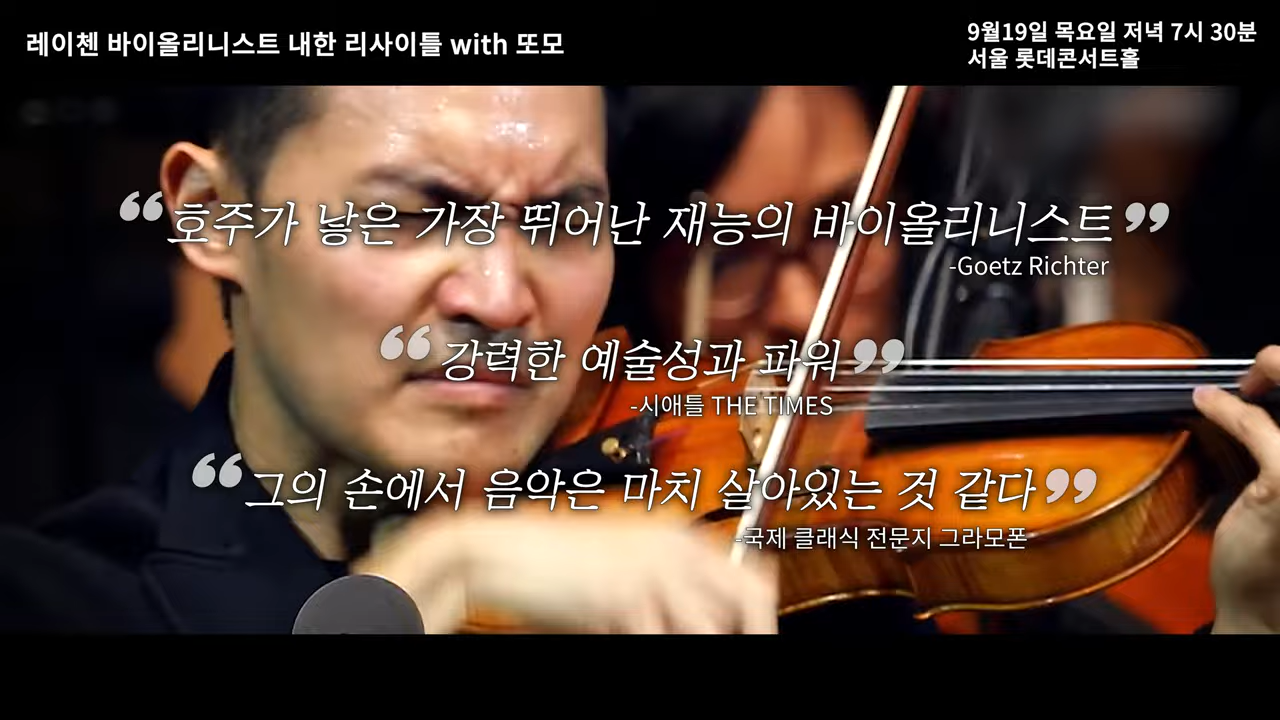 레이첸 바이올리니스트 내한 리사이틀 with 또모
9월19일 목요일 저녁 7시 30분
서울 롯데콘서트홀
“호주가 낳은 가장 뛰어난 재능의 바이올리니스트”
-Goetz Richter
“강력한 예술성과 파워”
-시애틀 THE TIMES
“그의 손에서 음악은 마치 살아있는 것 같다”
-국제 클래식 전문지 그라모폰